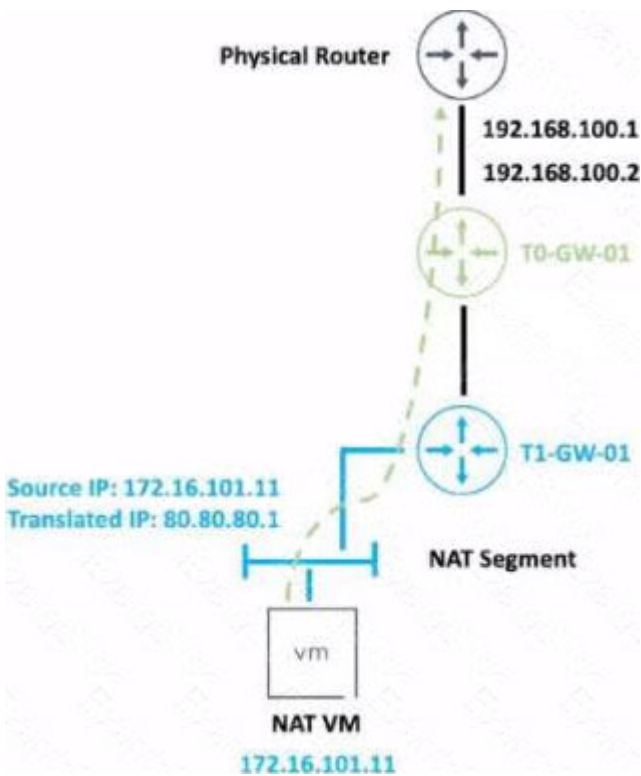 Physical Router
192.168.100.1
192.168.100.2
T0-GW-01
T1-GW-01
Source IP: 172.16.101.11
Translated IP: 80.80.80.1
NAT Segment
vm
NAT VM
172.16.101.11